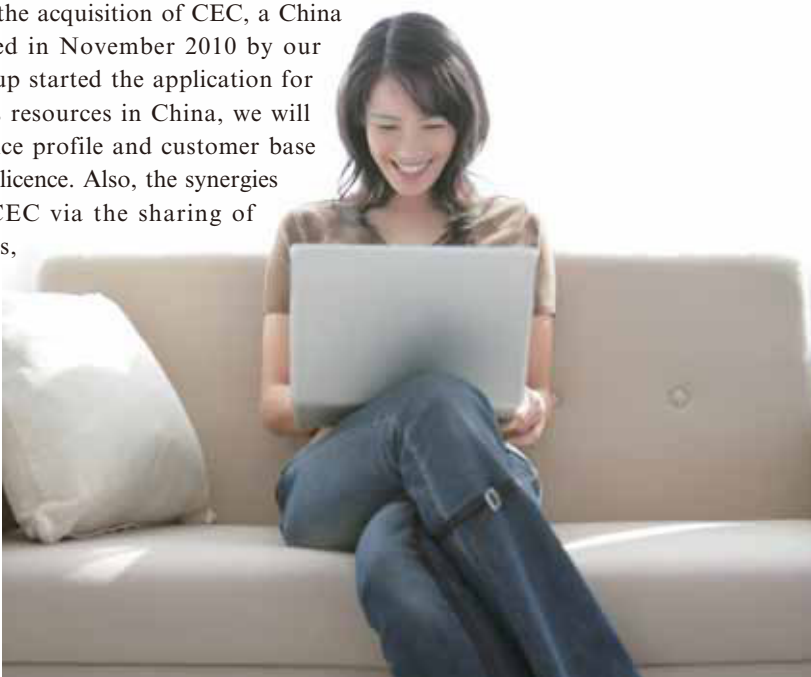 the acquisition of CEC, a China
ed in November 2010 by our
up started the application for
resources in China, we will
ce profile and customer base
licence. Also, the synergies
CEC via the sharing of
s,